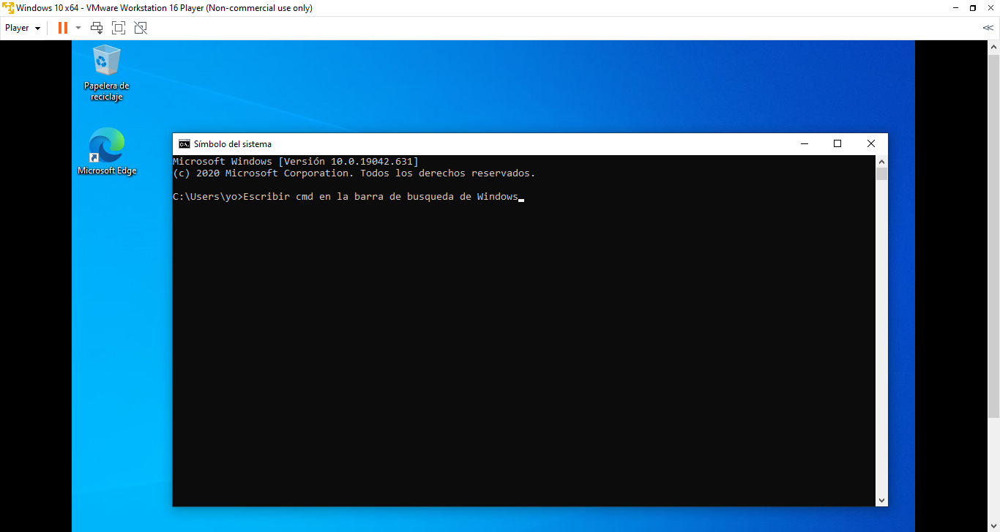 Windows 10 x64 - VMware Workstation 16 Player (Non-commercial use only)
Player
Papelera de
reciclaje
Microsoft Edge
Símbolo del sistema
Microsoft Windows [Versión 10.0.19042.631]
(c) 2020 Microsoft Corporation. Todos los derechos reservados.
C:\Users\yo>Escribir cmd en la barra de busqueda de Windows